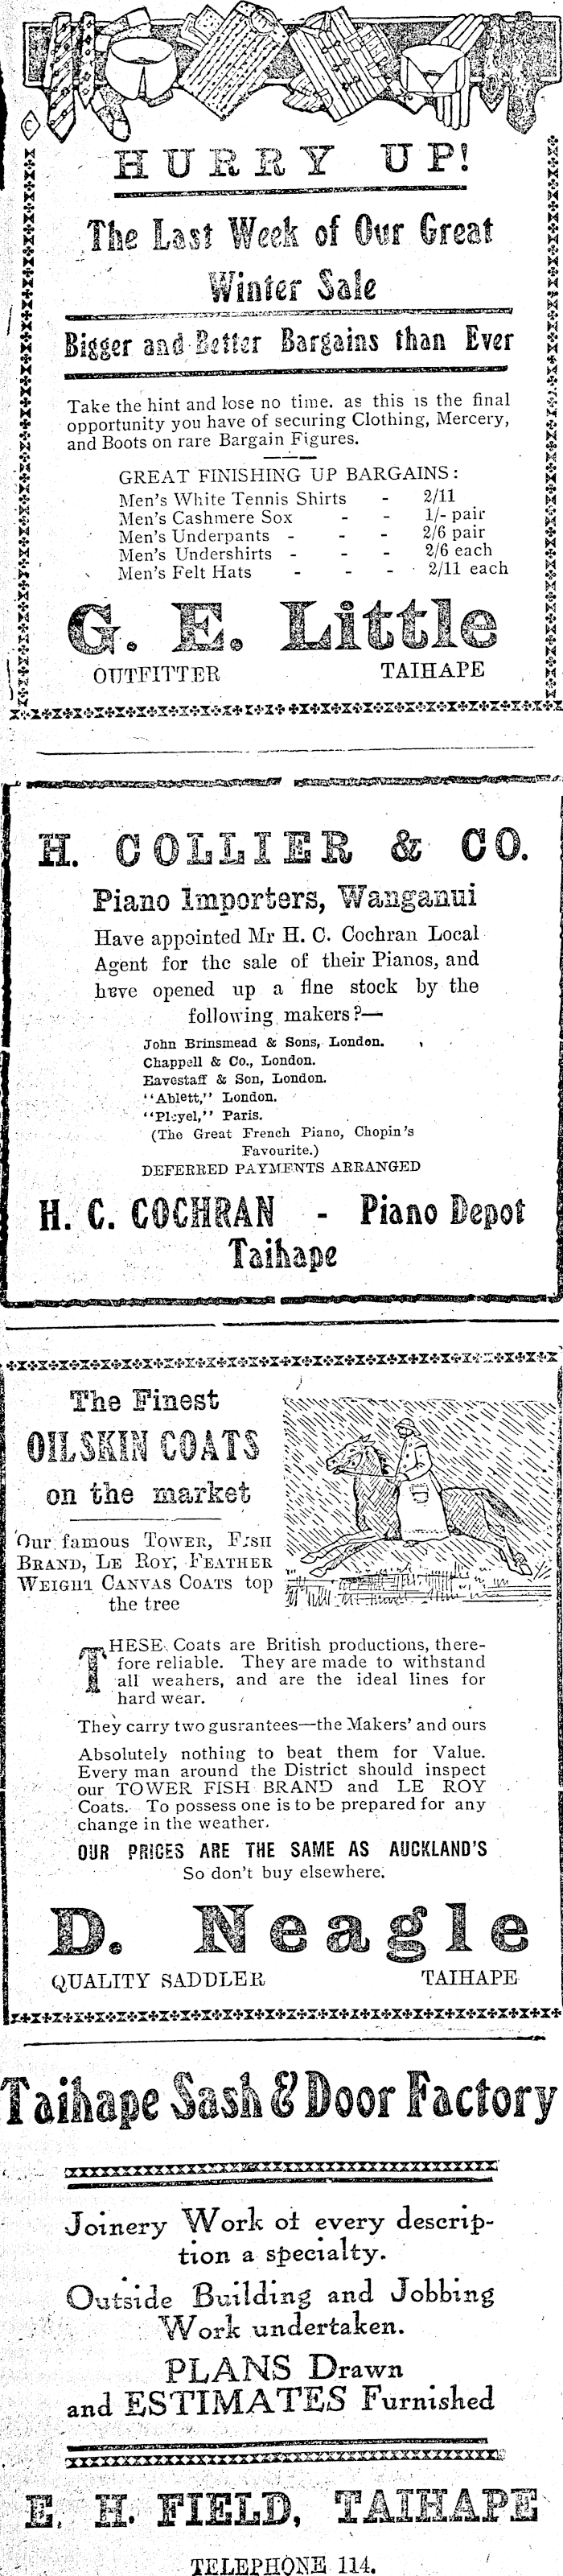 C
HURRY UP!
The Last Week of Our Great
Winter Sale
Bigger and Better Bargains than Ever
Take the hint and lose no time. as this is the final
opportunity you have of securing Clothing, Mercery,
and Boots on rare Bargain Figures.
GREAT FINISHING UP BARGAINS:
Men's White Tennis Shirts - 2/11
Men's Cashmere Sox - - 1/- pair
Men's Underpants - - - 2/6 pair
Men's Undershirts - - - 2/6 each
Men's Felt Hats - - - 2/11 each
G. E. Little
OUTFITTER TAIHAPE
H. COLLIER & CO.
Piano Importers, Wanganui
Have appointed Mr H. C. Cochran Local
Agent for the sale of their Pianos, and
have opened up a fine stock by the
following makers?—
John Brinsmead & Sons, London.
Chappell & Co., London.
Eavestaff & Son, London.
"Ablett," London.
"Pleyel," Paris.
(The Great French Piano, Chopin's
Favourite.)
DEFERRED PAYMENTS ARRANGED
H. C. COCHRAN - Piano Depot
Taihape
The Finest
OILSKIN COATS
on the market
Our famous TOWER, FISH
BRAND, LE ROY, FEATHER
WEIGHT CANVAS COATS top
the tree
THESE Coats are British productions, there-
fore reliable. They are made to withstand
all weahers, and are the ideal lines for
hard wear.
They carry two gusrantees—the Makers' and ours
Absolutely nothing to beat them for Value.
Every man around the District should inspect
our TOWER FISH BRAND and LE ROY
Coats. To possess one is to be prepared for any
change in the weather.
OUR PRICES ARE THE SAME AS AUCKLAND'S
So don't buy elsewhere.
D. Neagle
QUALITY SADDLER TAIHAPE
Taihape Sash & Door Factory
Joinery Work of every descrip-
tion a specialty.
Outside Building and Jobbing
Work undertaken.
PLANS Drawn
and ESTIMATES Furnished
E. H. FIELD, TAIHAPE
TELEPHONE 114.